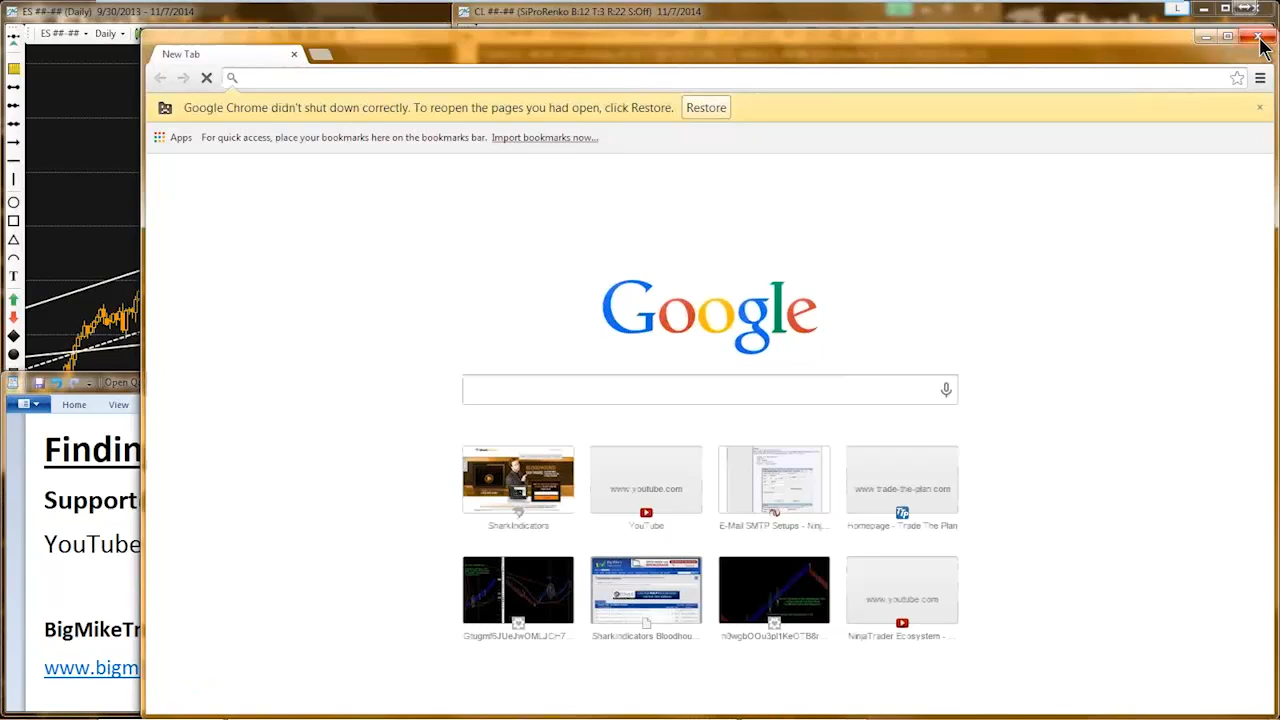 ES ##-## (Daily) 9/30/2013 - 11/7/2014
CL ##-## (SiProRenko B:12 T:3 R:22 S:Off) 11/7/2014
L
ES ##-##
Daily
New Tab
Google Chrome didn't shut down correctly. To reopen the pages you had open, click Restore.
Restore
Apps
For quick access, place your bookmarks here on the bookmarks bar.
Import bookmarks now...
T
Google
www.youtube.com
www.trade-the-plan.com
SharkIndicators
YouTube
E-Mail SMTP Setups - Ninj...
Homepage - Trade The Plan
www.youtube.com
Sharkindicators Bloodhou...
NinjaTrader Ecosystem - ...
Home
View
Findin
Support
YouTube
BigMikeTr
www.bigm